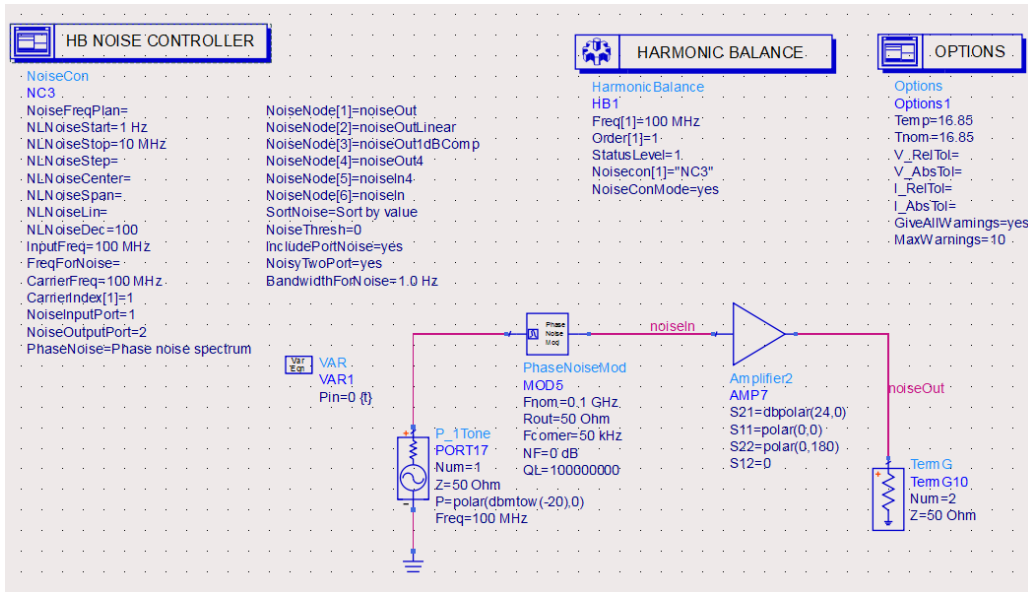 HB NOISE CONTROLLER
NoiseCon
NC3
NoiseFreqPlan=
NLNoiseStart=1 Hz
NLNoiseStop=10 MHz
NLNoiseStep=
NLNoiseCenter=
NLNoiseSpan=
NLNoiseLin=
NLNoiseDec=100
InputFreq=100 MHz
FreqForNoise=
CarrierFreq=100 MHz
CarrierIndex[1]=1
NoiseInputPort=1
NoiseOutputPort=2
PhaseNoise=Phase noise spectrum
NoiseNode[1]=noiseOut
NoiseNode[2]=noiseOutLinear
NoiseNode[3]=noiseOut1dBComp
NoiseNode[4]=noiseOut4
NoiseNode[5]=noiseIn4
NoiseNode[6]=noiseIn
SortNoise=Sort by value
NoiseThresh=0
IncludePortNoise=yes
NoisyTwoPort=yes
BandwidthForNoise=1.0 Hz
HARMONIC BALANCE
HarmonicBalance
HB1
Freq[1]=100 MHz
Order[1]=1
StatusLevel=1
Noisecon[1]="NC3"
NoiseConMode=yes
OPTIONS
Options
Options1
Temp=16.85
Tnom=16.85
V_RelTol=
V_AbsTol=
I_RelTol=
I_AbsTol=
GiveAllWarnings=yes
MaxWarnings=10
Var
Eqn
VAR
VAR1
Pin=0 {t}
P_1Tone
PORT17
Num=1
Z=50 Ohm
P=polar(dbmtow(-20),0)
Freq=100 MHz
Phase
Noise
Mod
PhaseNoiseMod
MOD5
Fnom=0.1 GHz
Rout=50 Ohm
Fcorner=50 kHz
NF=0 dB
QL=100000000
noiseIn
Amplifier2
AMP7
S21=dbpolar(24,0)
S11=polar(0,0)
S22=polar(0,180)
S12=0
noiseOut
TermG
TermG10
Num=2
Z=50 Ohm